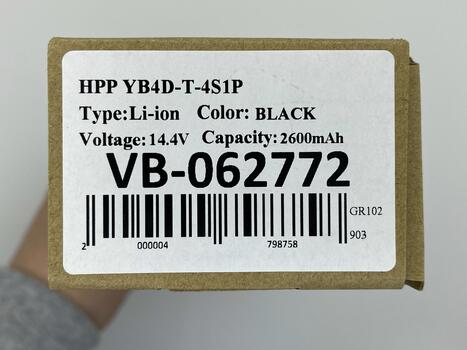 HPP YB4D-T-4S1P
Type:Li-ion Color: BLACK
Voltage: 14.4V Capacity: 2600mAh
VB-062772
GR102
903
2 000004 798758